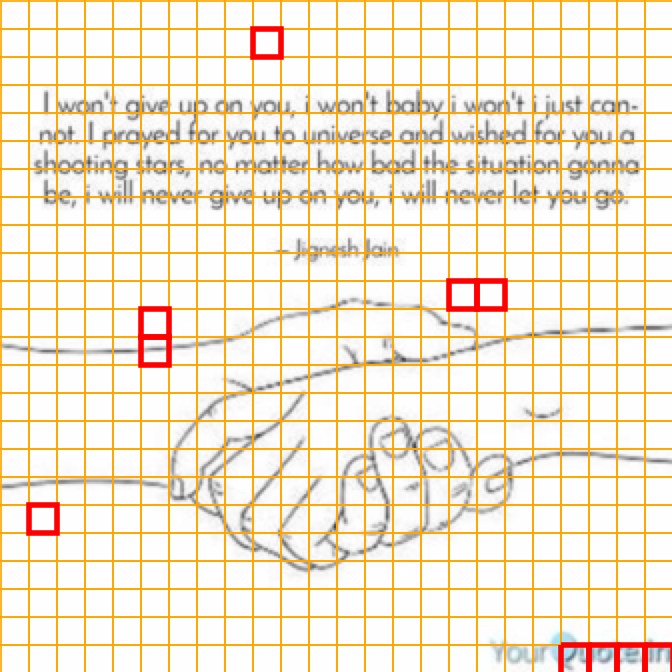 I won't give up on you, i won't baby i won't i just can-
not. I prayed for you to universe and wished for you a
shooting stars, no matter how bad the situation gonna
be, i will never give up on you, i will never let you go.
-- Jignesh Jain
YourQuote.in